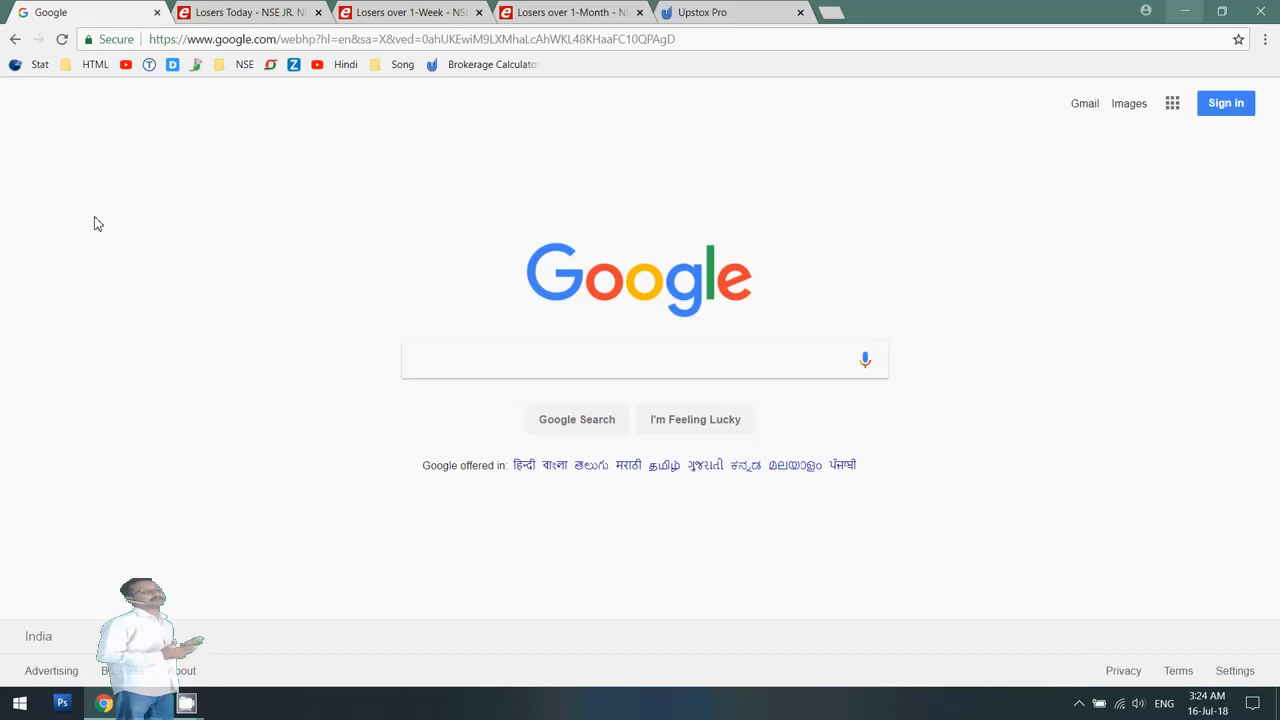 Google
Losers Today - NSE JR. N
Losers over 1-Week - NS
Losers over 1-Month - N
Upstox Pro
Secure
https://www.google.com/webhp?hl=en&sa=X&ved=0ahUKEwiM9LXMhaLcAhWKL48KHaaFC10QPAgD
Stat
HTML
NSE
Hindi
Song
Brokerage Calculato
Gmail
Images
Sign in
Google
Google Search
I'm Feeling Lucky
Google offered in: हिन्दी বাংলা తెలుగు मराठी தமிழ் ગુજરાતી ಕನ್ನಡ മലയാളം ਪੰਜਾਬੀ
India
Advertising
About
Privacy
Terms
Settings
Ps
ENG
3:24 AM
16-Jul-18